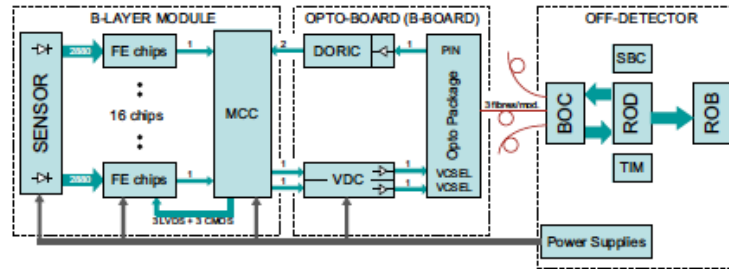 B-LAYER MODULE
OPTO-BOARD (B-BOARD)
OFF-DETECTOR
SENSOR
2880
FE chips
1
16 chips
2880
FE chips
1
3 LVDS + 3 CMOS
MCC
2
DORIC
1
PIN
Opto Package
1
1
VDC
1
1
VCSEL
VCSEL
3 fibres/mod.
BOC
SBC
ROD
TIM
ROB
Power Supplies